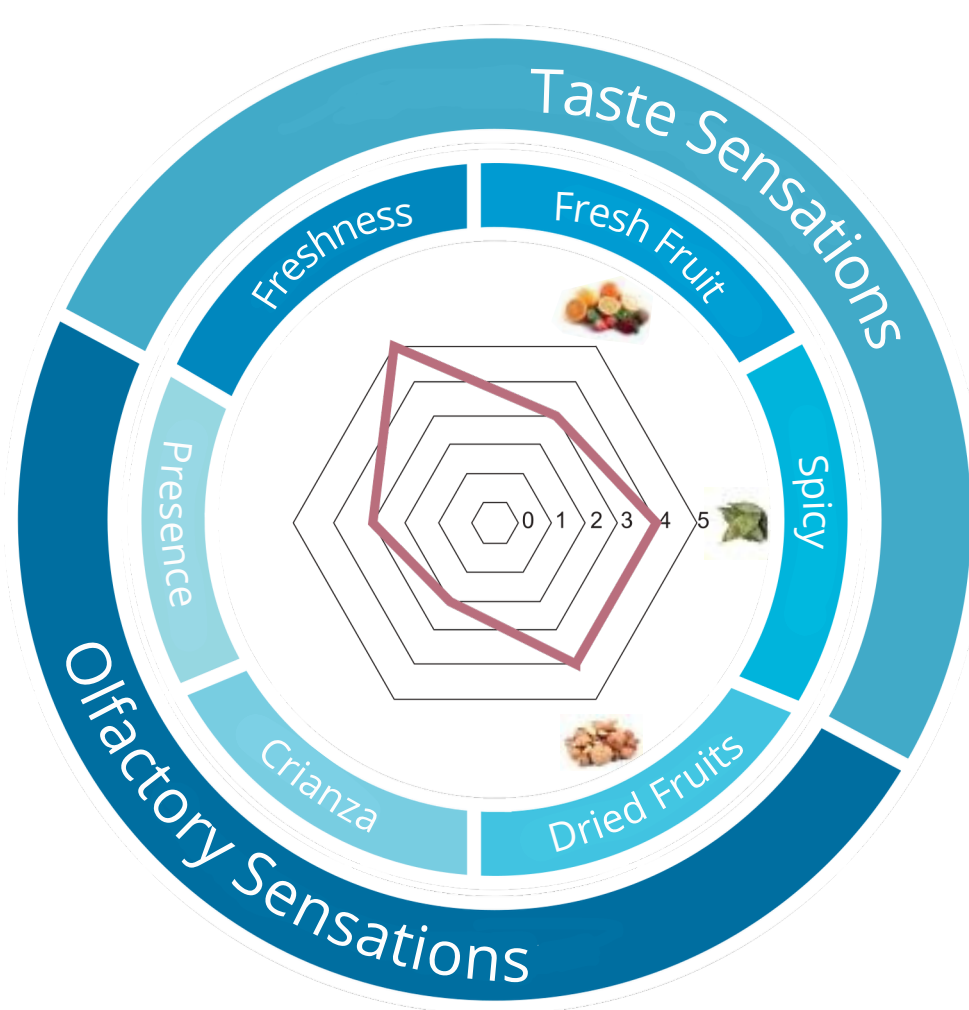 Taste Sensations
Freshness
Fresh Fruit
Spicy
Presence
0 1 2 3 4 5
Crianza
Dried Fruits
Olfactory Sensations